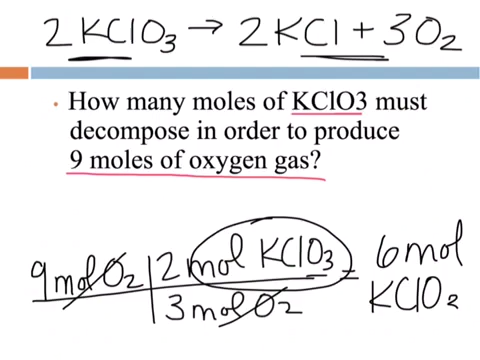 2KClO₃ → 2KCl + 3O₂
• How many moles of KClO3 must
decompose in order to produce
9 moles of oxygen gas?
9 mol O₂ | 2 mol KClO₃ = 6 mol
3 mol O₂ KClO₂